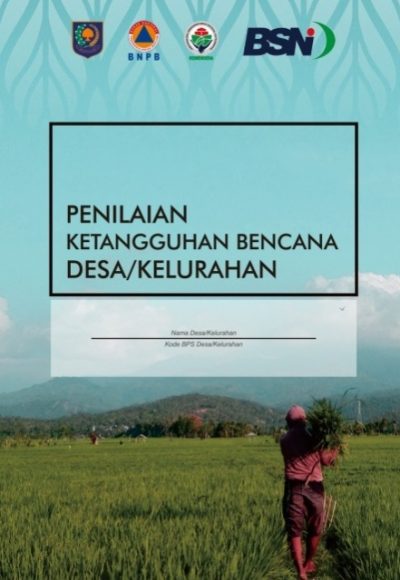 BNPB
BSN
PENILAIAN
KETANGGUHAN BENCANA
DESA/KELURAHAN
Nama Desa/Kelurahan
Kode BPS Desa/Kelurahan